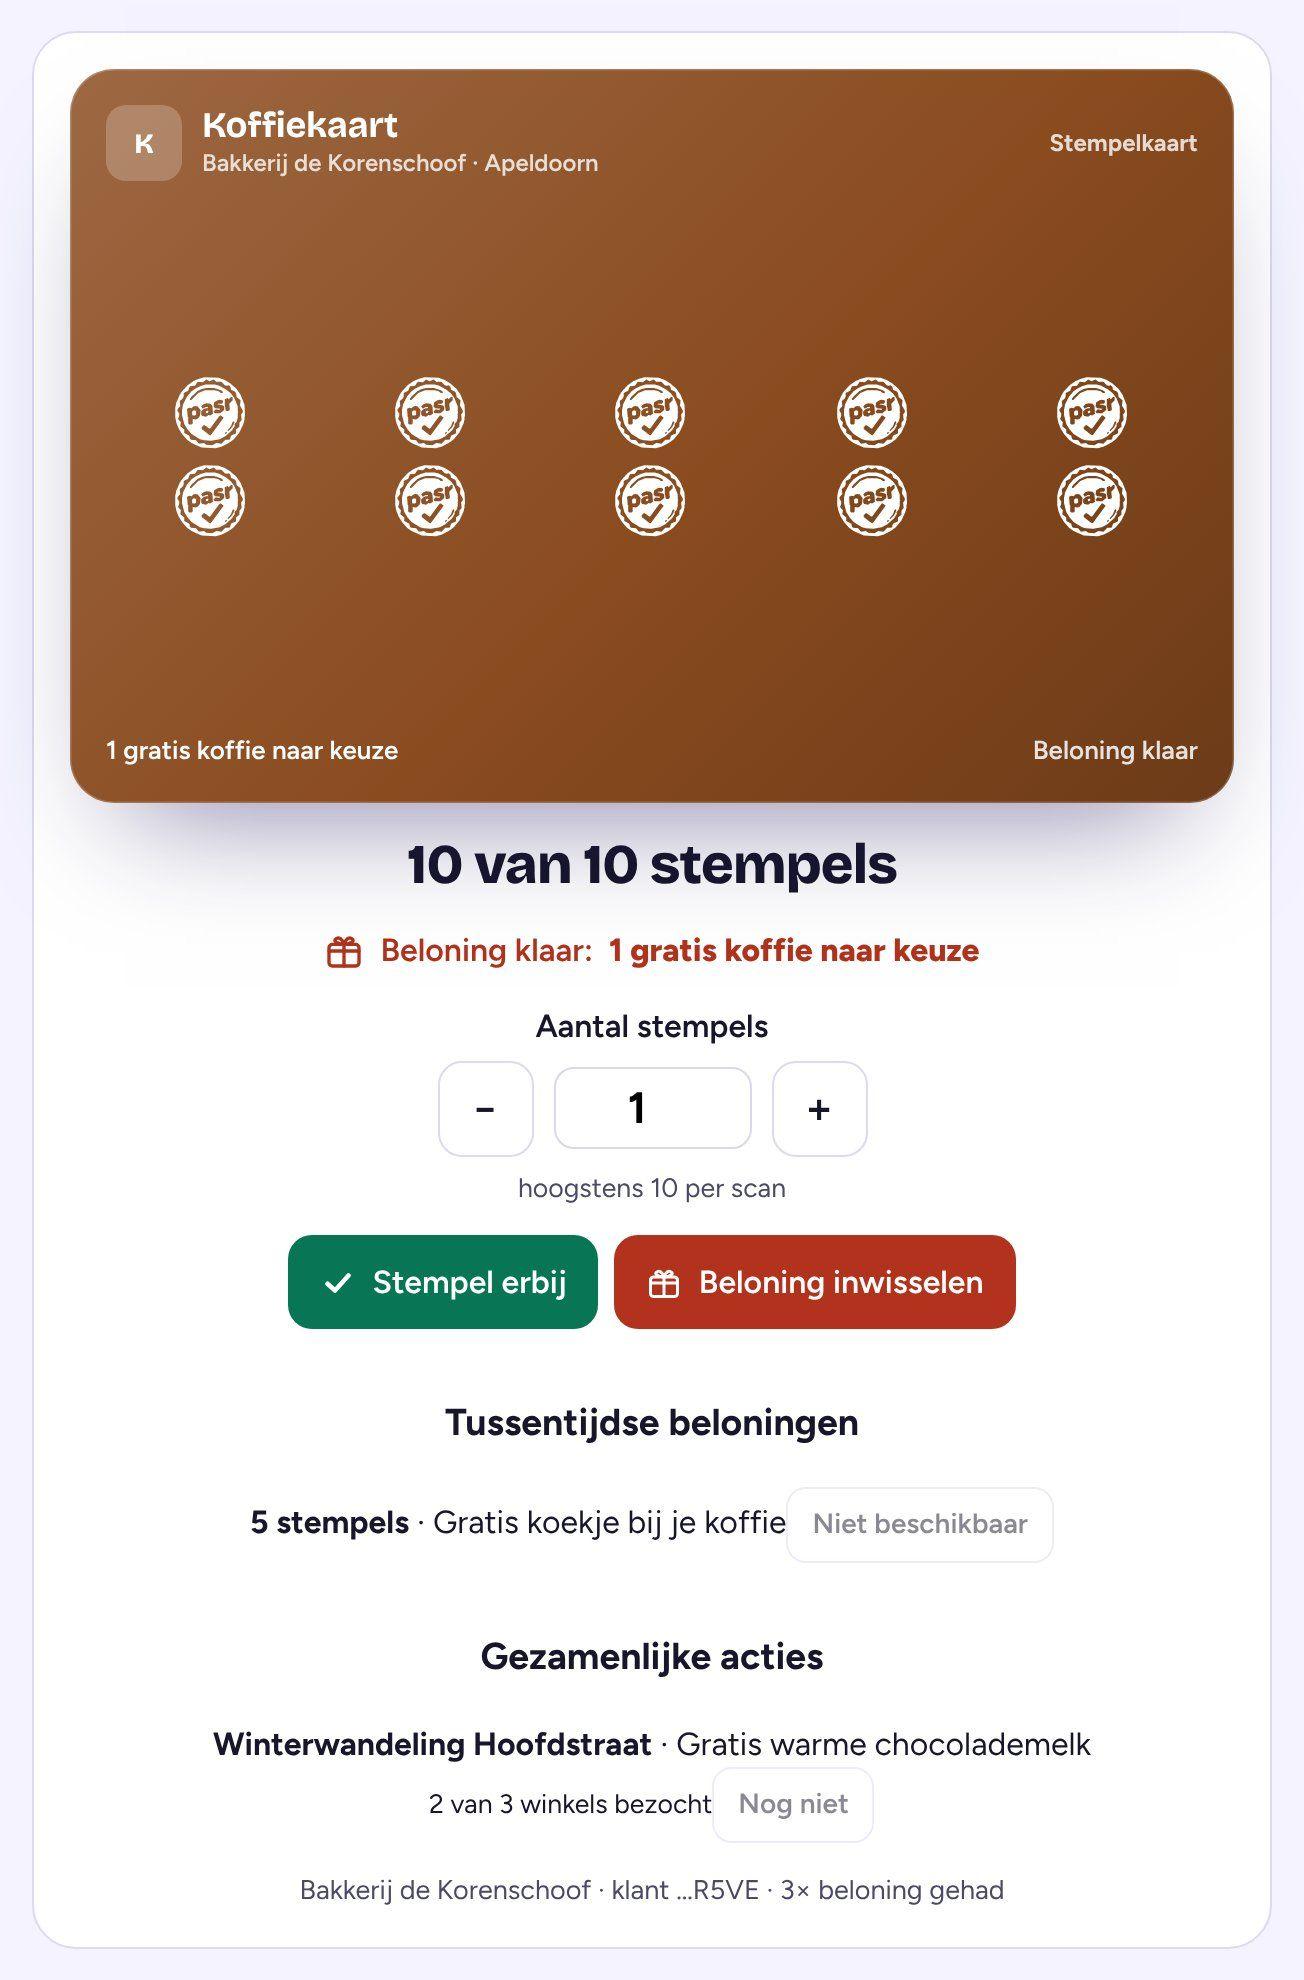 K
Koffiekaart
Bakkerij de Korenschoof · Apeldoorn
Stempelkaart
pasr pasr pasr pasr pasr
pasr pasr pasr pasr pasr
1 gratis koffie naar keuze
Beloning klaar
10 van 10 stempels
Beloning klaar: 1 gratis koffie naar keuze
Aantal stempels
− 1 +
hoogstens 10 per scan
Stempel erbij
Beloning inwisselen
Tussentijdse beloningen
5 stempels · Gratis koekje bij je koffie Niet beschikbaar
Gezamenlijke acties
Winterwandeling Hoofdstraat · Gratis warme chocolademelk
2 van 3 winkels bezocht Nog niet
Bakkerij de Korenschoof · klant …R5VE · 3× beloning gehad